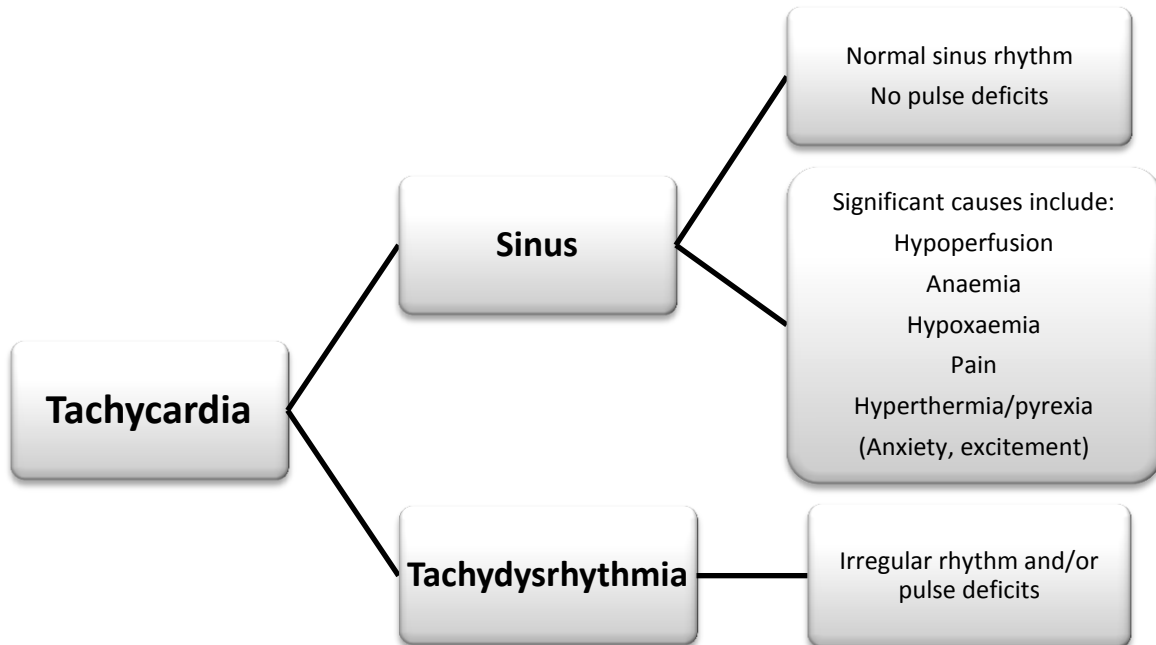 Tachycardia
Sinus
Normal sinus rhythm
No pulse deficits
Significant causes include:
Hypoperfusion
Anaemia
Hypoxaemia
Pain
Hyperthermia/pyrexia
(Anxiety, excitement)
Tachydysrhythmia
Irregular rhythm and/or
pulse deficits